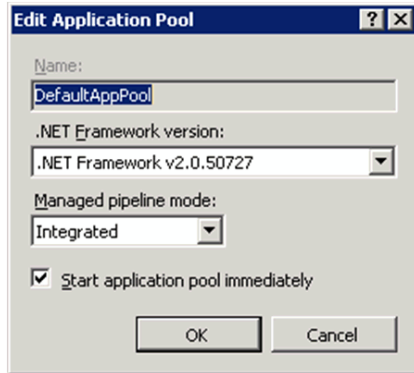 Edit Application Pool
Name:
DefaultAppPool
.NET Framework version:
.NET Framework v2.0.50727
Managed pipeline mode:
Integrated
Start application pool immediately
OK Cancel